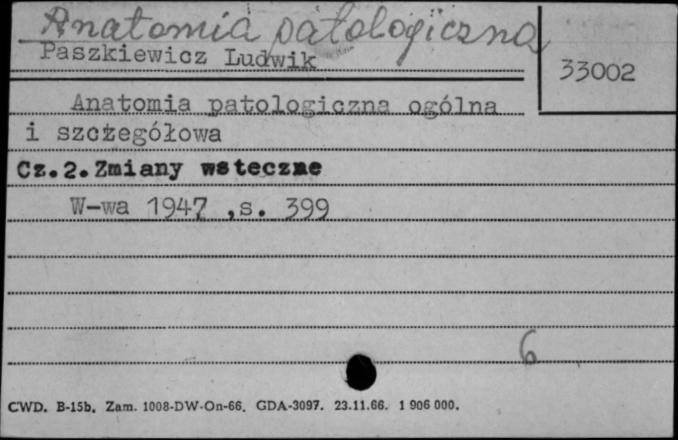 Anatomia patologiczna
Paszkiewicz Ludwik
33002
Anatomia patologiczna ogólna
i szczegółowa
Cz.2.Zmiany wsteczne
W-wa 1947 ,s. 399
6
CWD. B-15b. Zam. 1008-DW-On-66. GDA-3097. 23.11.66. 1 906 000.